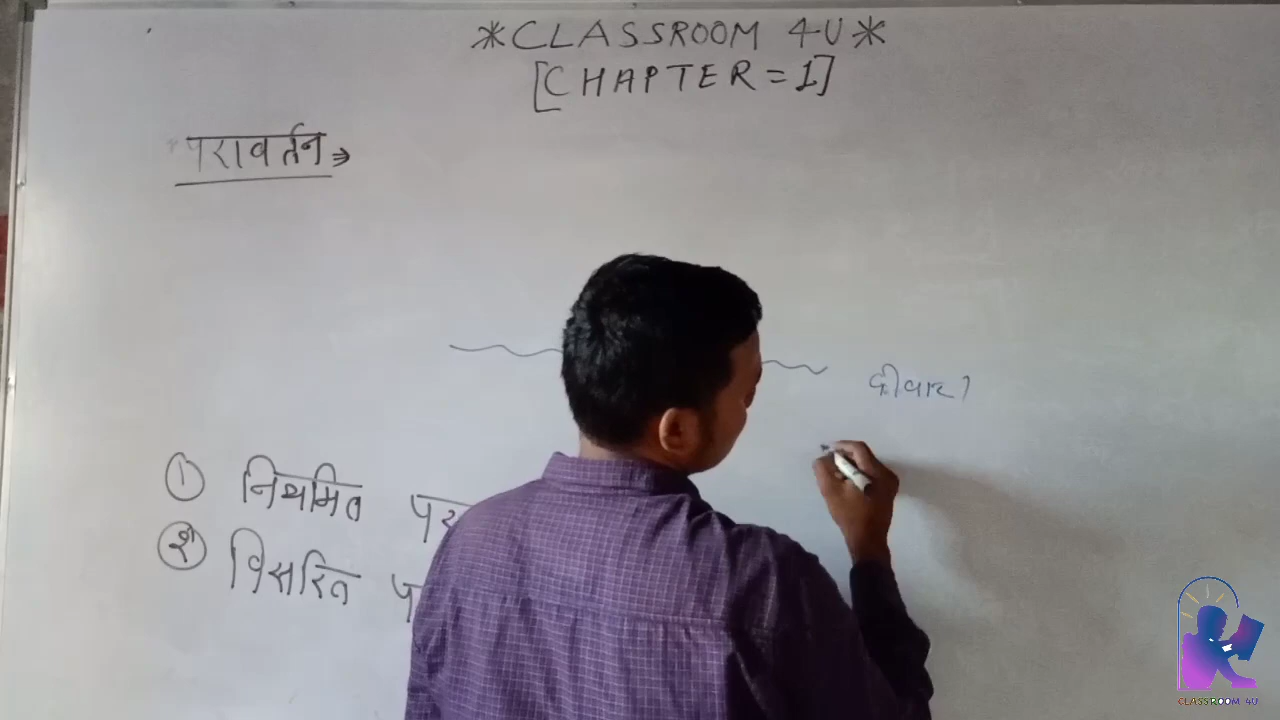 *CLASSROOM 4U*
[CHAPTER = 1]
परावर्तन ⇒
दीवार
① नियमित
② विसरित
CLASSROOM 4U